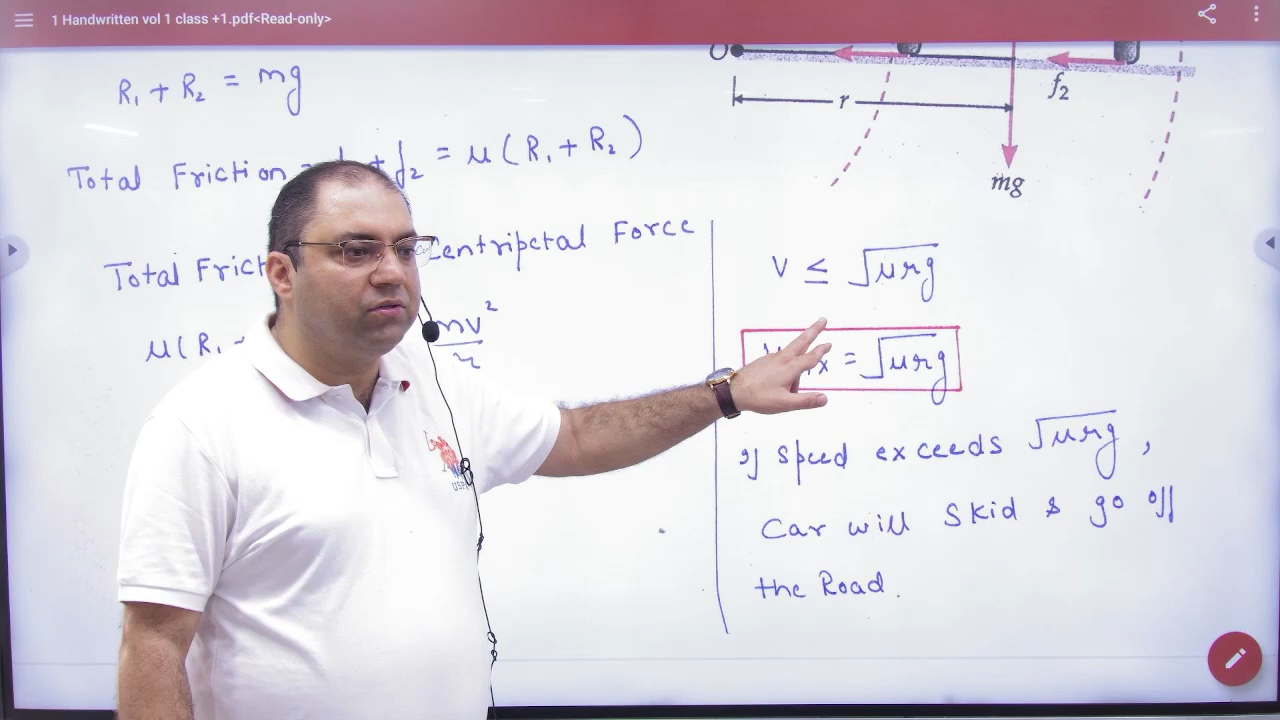 1 Handwritten vol 1 class +1.pdf<Read-only>
R₁ + R₂ = mg
Total Friction = + f₂ = μ ( R₁ + R₂ )
Total Frict Centripetal Force
μ( R₁ mv² / r
O
r
f₂
mg
V ≤ √μrg
= √μrg
If speed exceeds √μrg ,
Car will skid & go off
the Road .
USPA